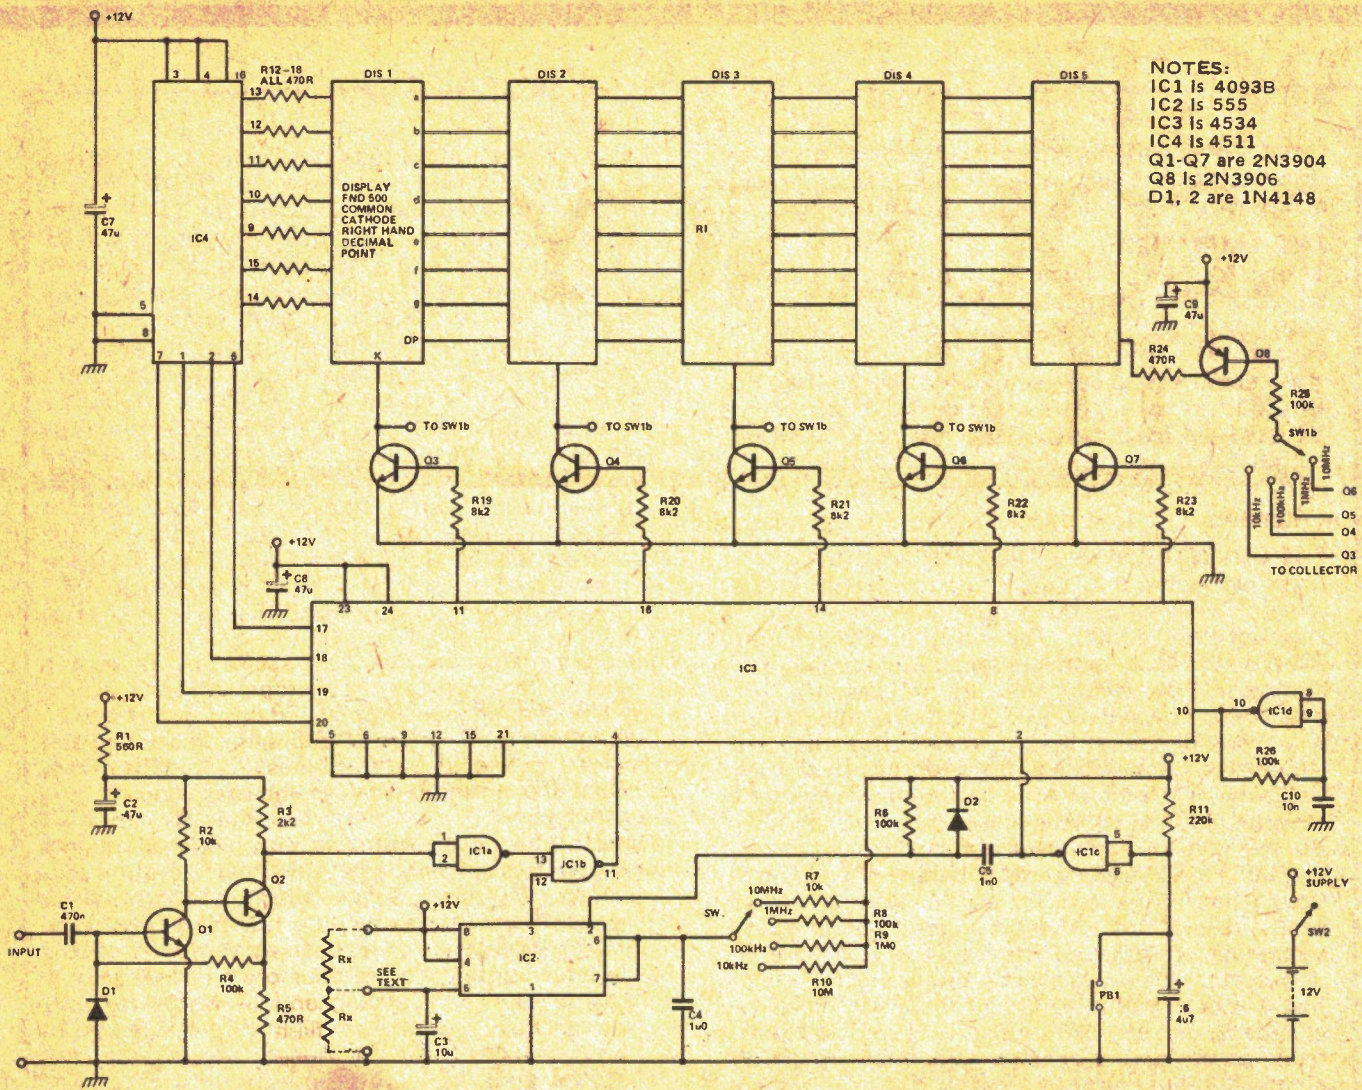 +12V
3 4 16
R12-18
ALL 470R
13
12
11
10
9
15
14
IC4
C7
47u
+
5
8
7 1 2 6
DIS 1
DIS 2
DIS 3
DIS 4
DIS 5
a
b
c
d
e
f
g
DP
K
DISPLAY
FND 500
COMMON
CATHODE
RIGHT HAND
DECIMAL
POINT
RI
NOTES:
IC1 Is 4093B
IC2 Is 555
IC3 Is 4534
IC4 Is 4511
Q1-Q7 are 2N3904
Q8 Is 2N3906
D1, 2 are 1N4148
+12V
+
C9
47u
R24
470R
Q8
R25
100k
SW1b
10MHz
1MHz
100kHz
10kHz
Q6
Q5
Q4
Q3
TO COLLECTOR
TO SW1b
TO SW1b
TO SW1b
TO SW1b
Q3
Q4
Q5
Q6
Q7
R19
8k2
R20
8k2
R21
8k2
R22
8k2
R23
8k2
+12V
+
C8
47u
23 24 11 16 14 8
17
18
19
20
IC3
10
5 6 9 12 15 21 4 2
10
IC1d
8
9
R26
100k
C10
10n
+12V
R1
560R
+
C2
47u
R2
10k
R3
2k2
Q2
Q1
C1
470n
INPUT
D1
R4
100k
R5
470R
1
2
IC1a
13
12
IC1b
11
+12V
Rx
Rx
SEE
TEXT
+
C3
10u
8
4
5
3
2
6
7
1
IC2
C4
1u0
SW.
10MHz
1MHz
100kHz
10kHz
R7
10k
R8
100k
R9
1M0
R10
10M
R6
100k
D2
C5
1n0
IC1c
5
6
+12V
R11
220k
PB1
+
4u7
+12V
SUPPLY
SW2
12V